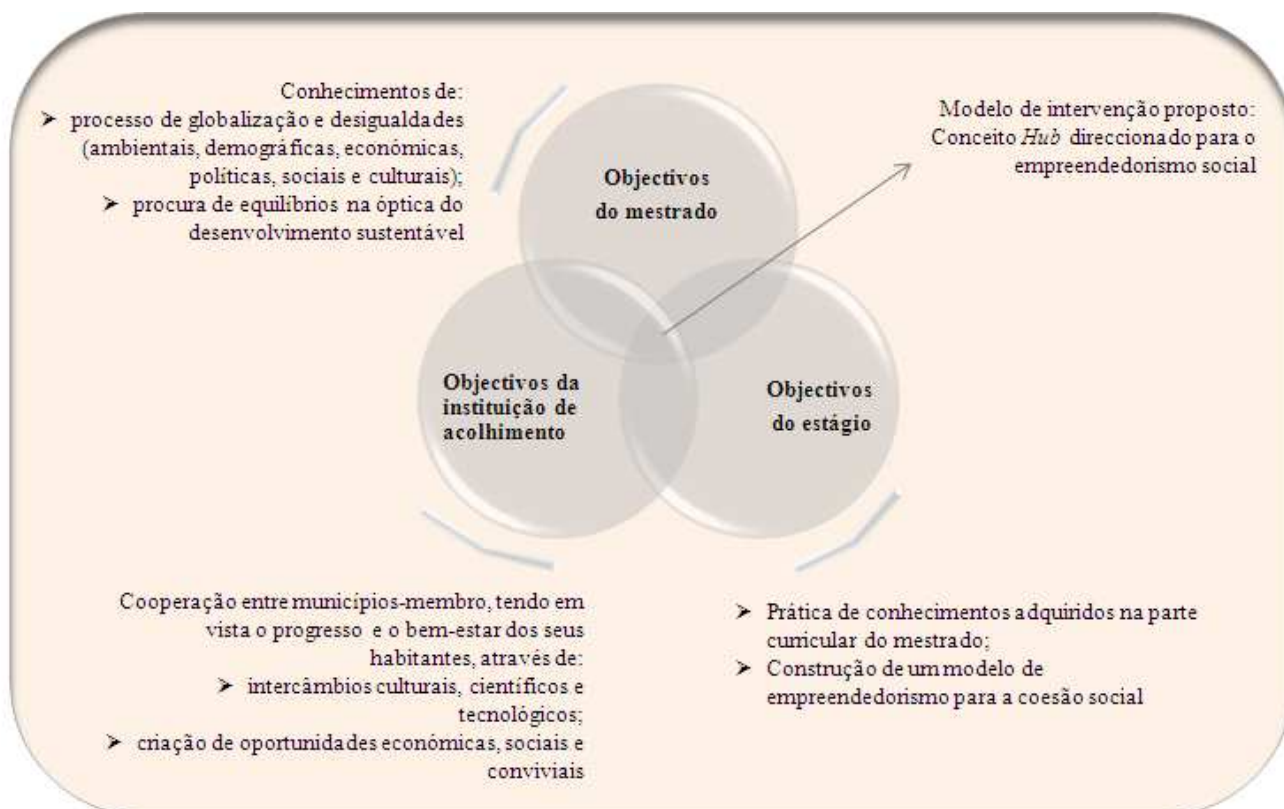 Conhecimentos de:
➢ processo de globalização e desigualdades
(ambientais, demográficas, económicas,
políticas, sociais e culturais);
➢ procura de equilíbrios na óptica do
desenvolvimento sustentável
Modelo de intervenção proposto:
Conceito Hub direccionado para o
empreendedorismo social
Objectivos
do mestrado
Objectivos da
instituição de
acolhimento
Objectivos
do estágio
Cooperação entre municípios-membro, tendo em
vista o progresso e o bem-estar dos seus
habitantes, através de:
➢ intercâmbios culturais, científicos e
tecnológicos;
➢ criação de oportunidades económicas, sociais e
conviviais
➢ Prática de conhecimentos adquiridos na parte
curricular do mestrado;
➢ Construção de um modelo de
empreendedorismo para a coesão social